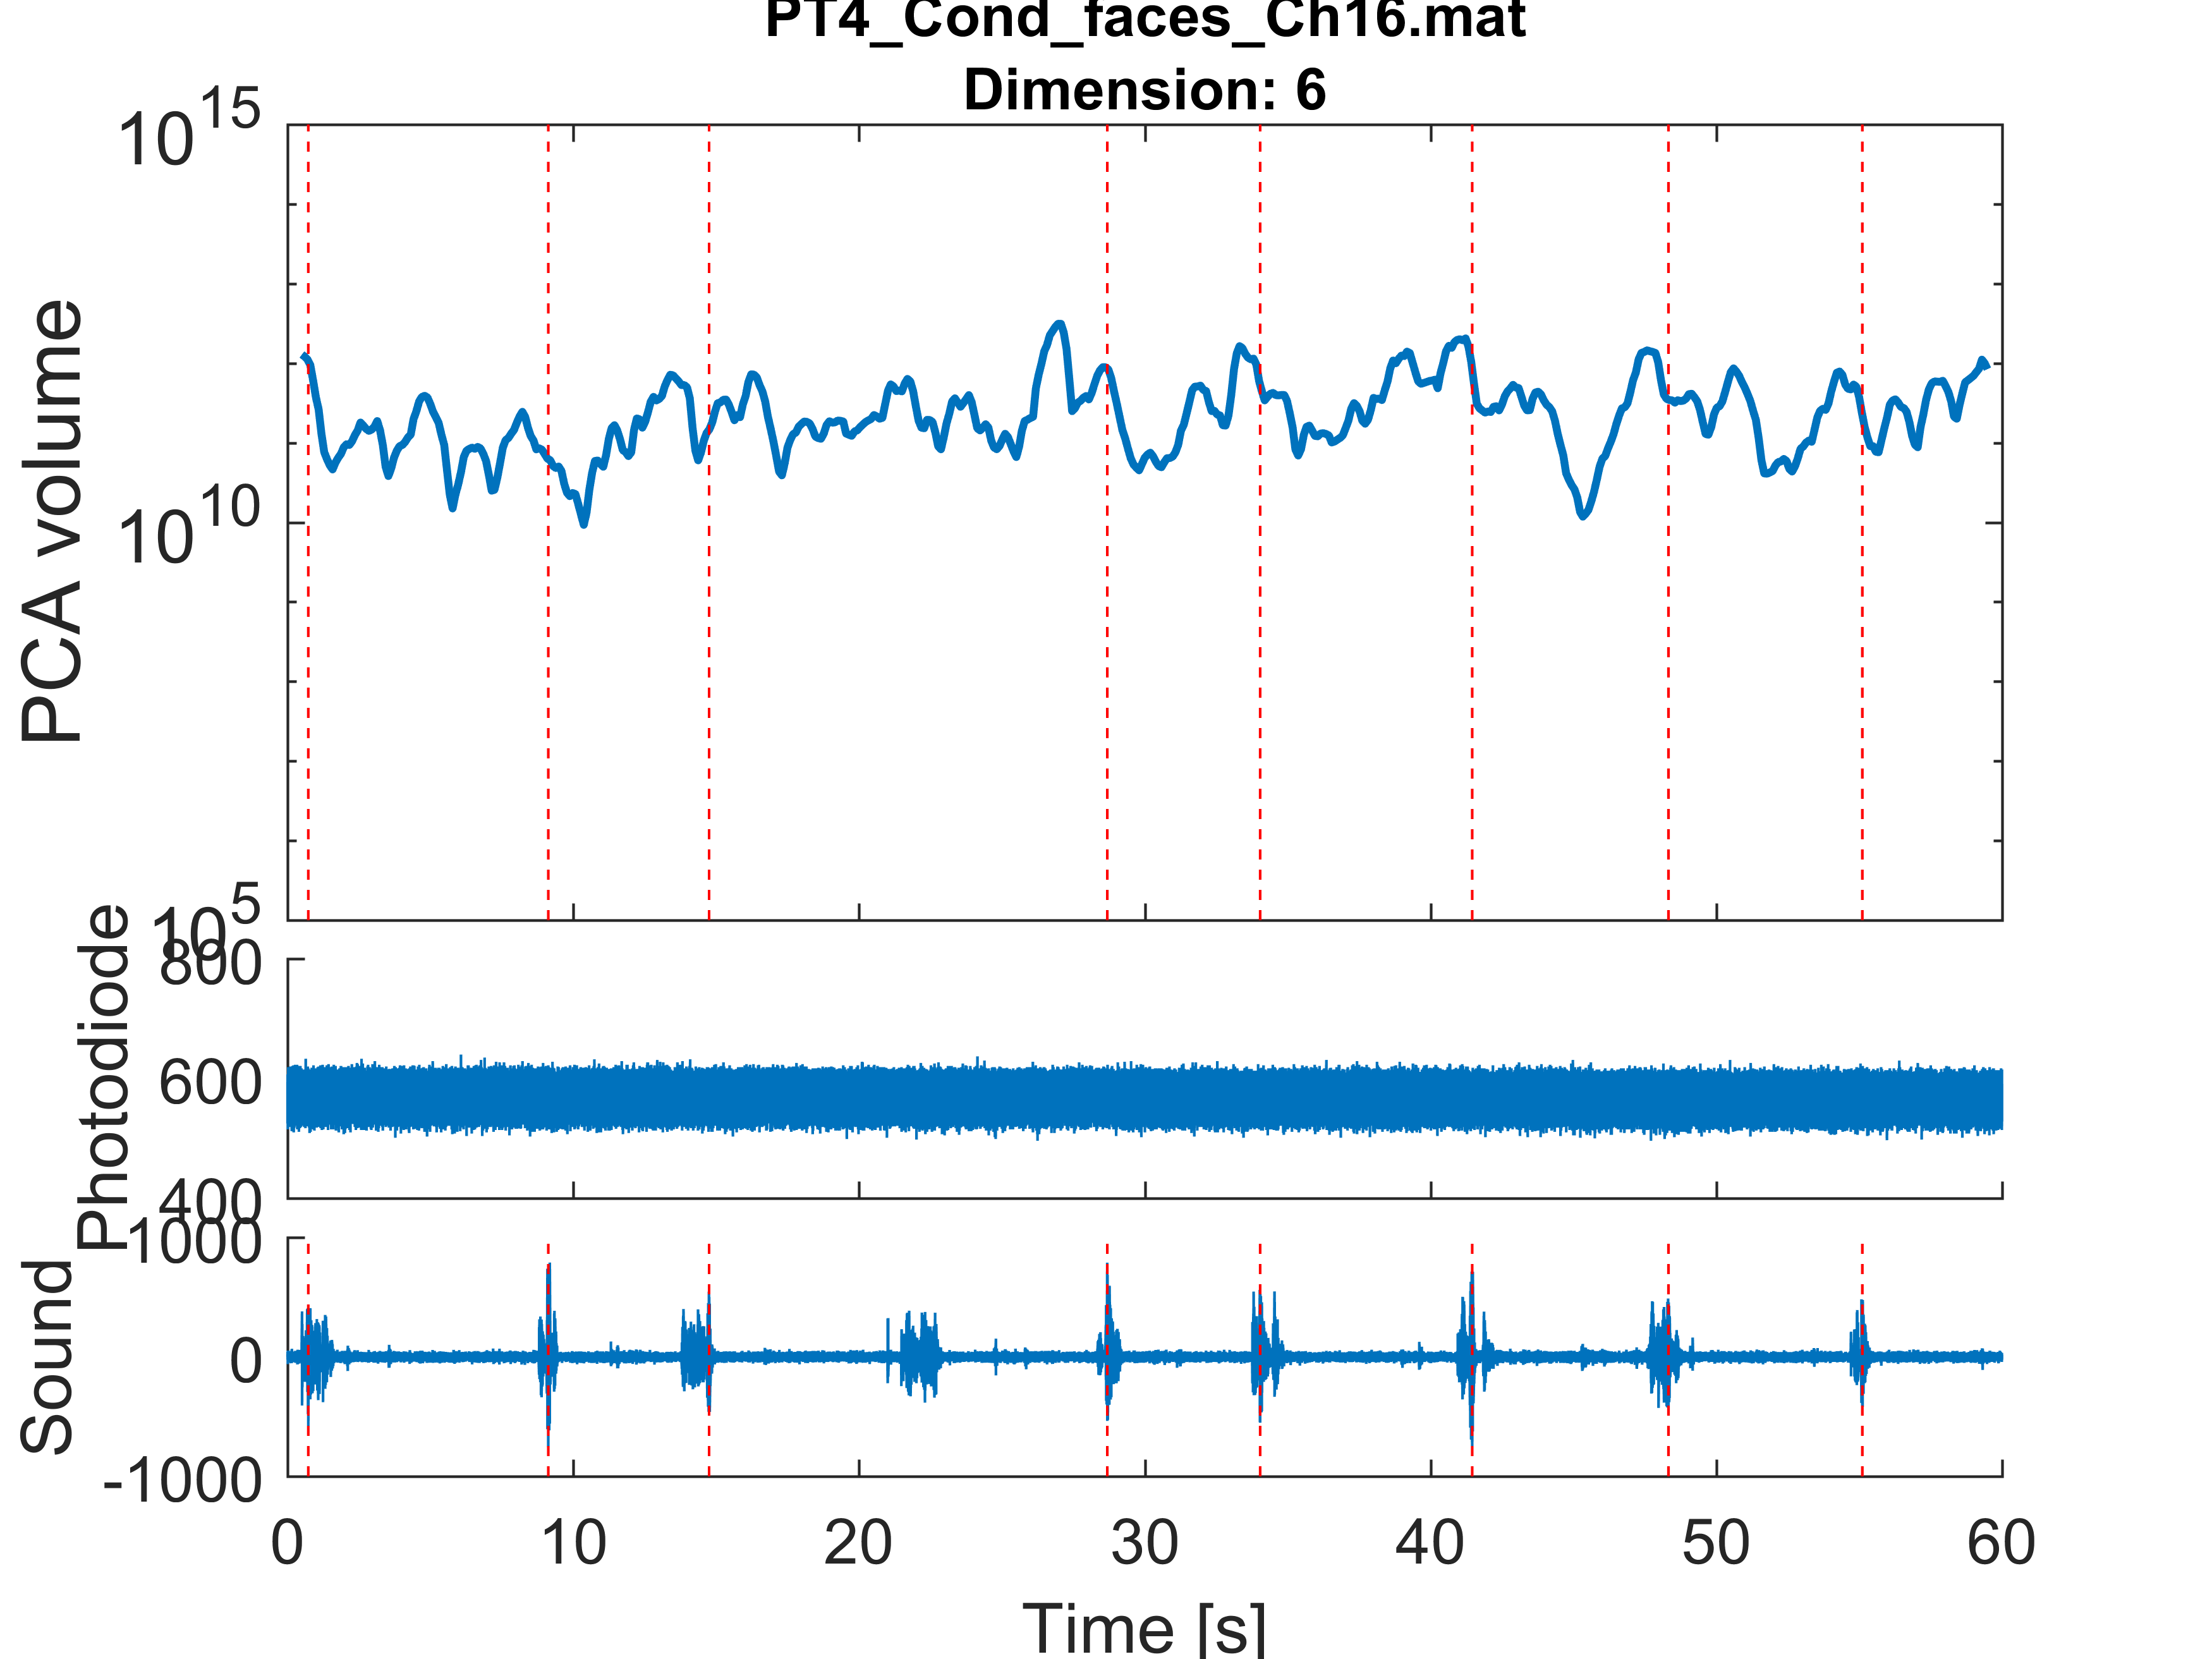 PT4_Cond_faces_Ch16.mat
Dimension: 6
PCA volume
10^15
10^10
10^5
Photodiode
800
600
400
Sound
1000
0
-1000
0 10 20 30 40 50 60
Time [s]